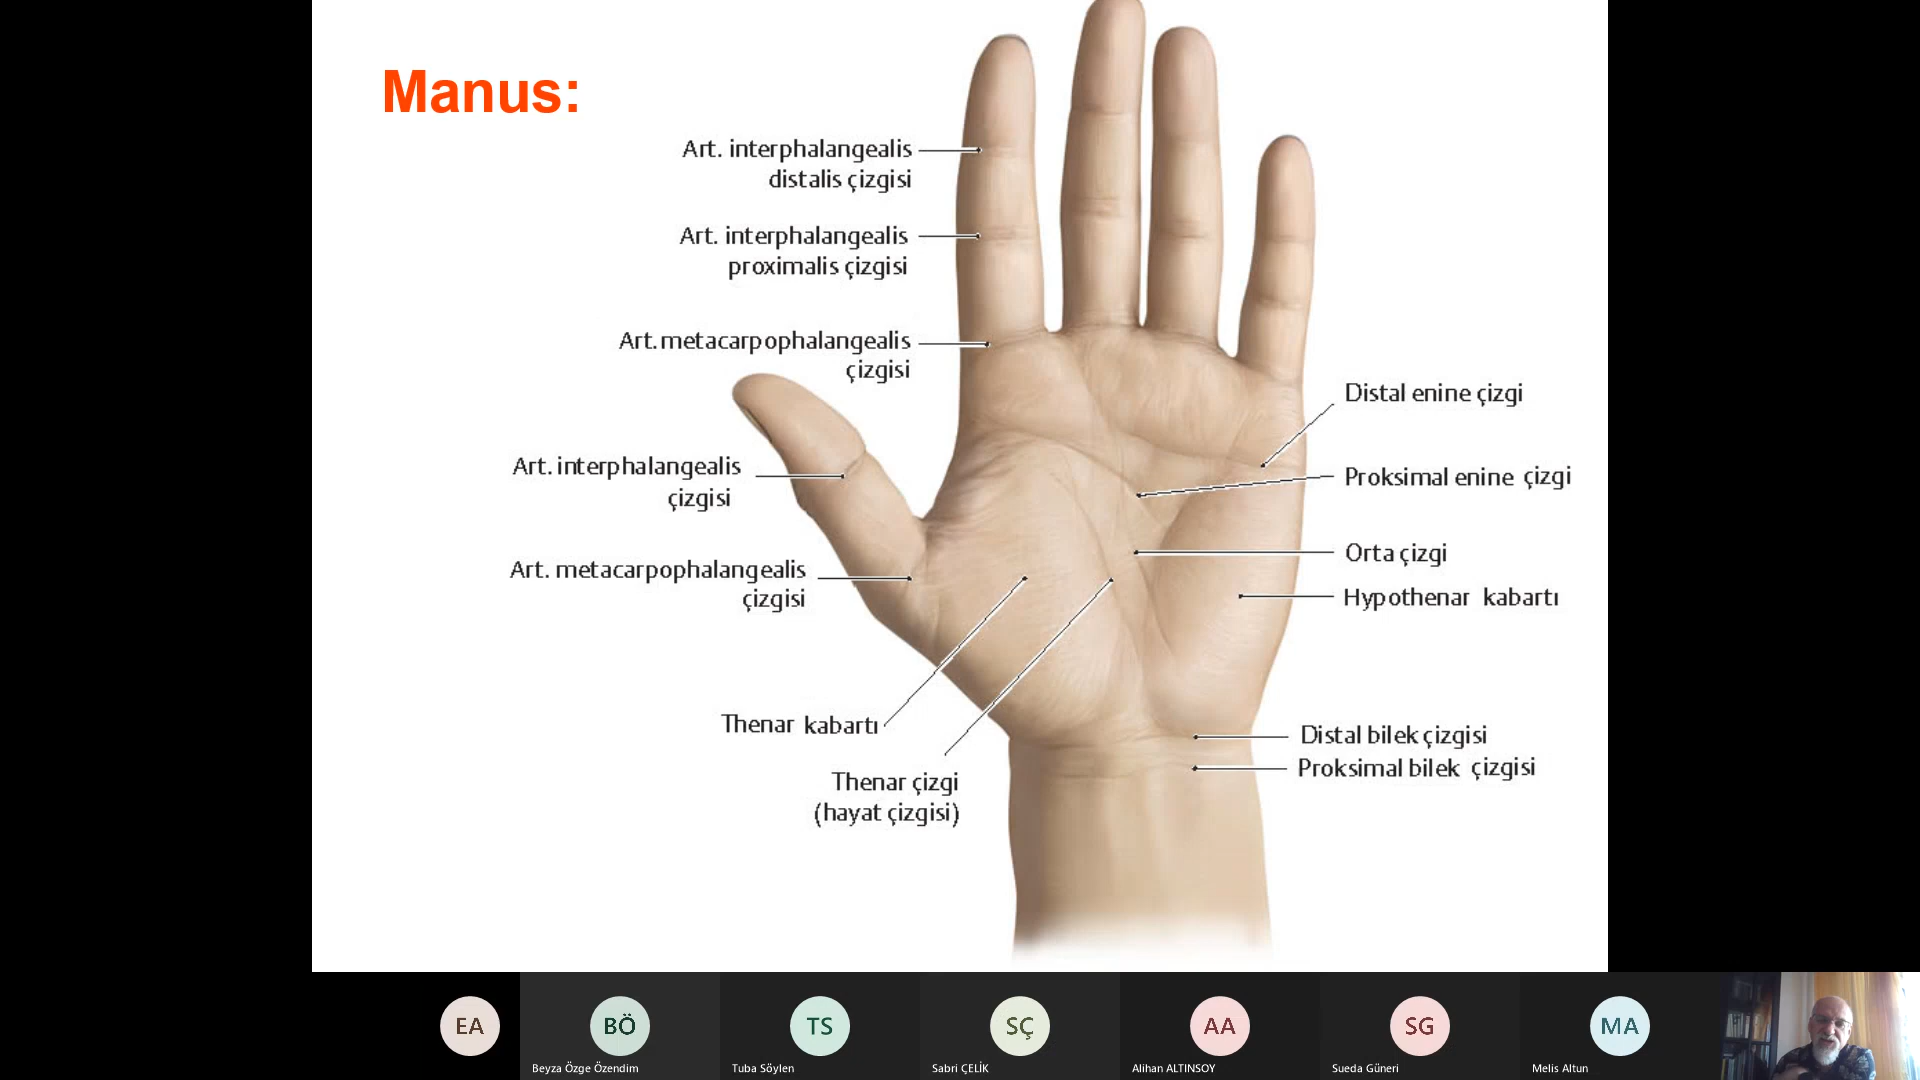 Manus:
Art. interphalangealis
distalis çizgisi
Art. interphalangealis
proximalis çizgisi
Art. metacarpophalangealis
çizgisi
Art. interphalangealis
çizgisi
Art. metacarpophalangealis
çizgisi
Thenar kabartı
Thenar çizgi
(hayat çizgisi)
Distal enine çizgi
Proksimal enine çizgi
Orta çizgi
Hypothenar kabartı
Distal bilek çizgisi
Proksimal bilek çizgisi
EA
BÖ
TS
SÇ
AA
SG
MA
Beyza Özge Özendim
Tuba Söylen
Sabri ÇELİK
Alihan ALTINSOY
Sueda Güneri
Melis Altun